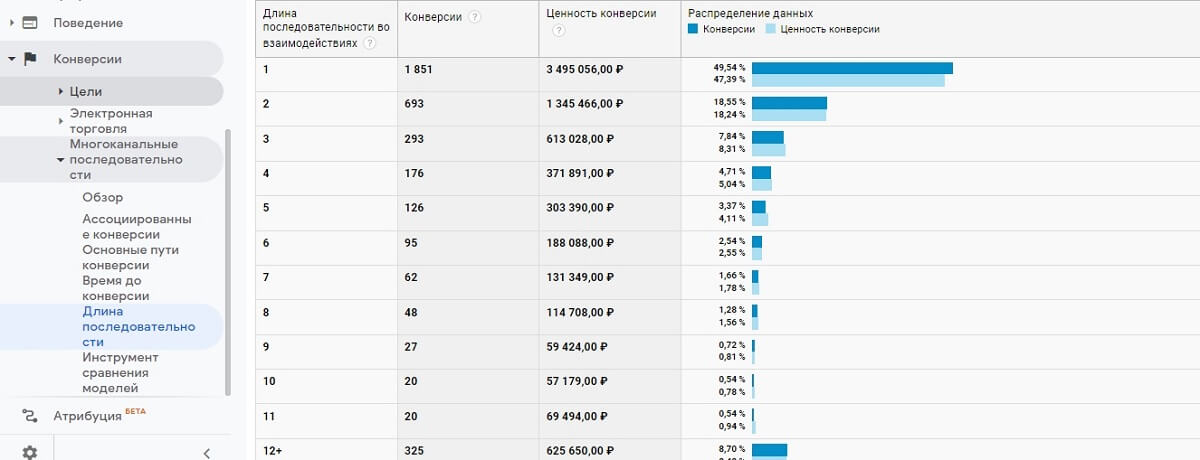 Поведение
Конверсии
Цели
Электронная
торговля
Многоканальные
последовательно
сти
Обзор
Ассоциированны
е конверсии
Основные пути
конверсии
Время до
конверсии
Длина
последовательно
сти
Инструмент
сравнения
моделей
Атрибуция БЕТА
Длина
последовательности во
взаимодействиях ?
Конверсии ?
Ценность конверсии
?
Распределение данных
Конверсии Ценность конверсии
1 1 851 3 495 056,00 ₽ 49,54 %
47,39 %
2 693 1 345 466,00 ₽ 18,55 %
18,24 %
3 293 613 028,00 ₽ 7,84 %
8,31 %
4 176 371 891,00 ₽ 4,71 %
5,04 %
5 126 303 390,00 ₽ 3,37 %
4,11 %
6 95 188 088,00 ₽ 2,54 %
2,55 %
7 62 131 349,00 ₽ 1,66 %
1,78 %
8 48 114 708,00 ₽ 1,28 %
1,56 %
9 27 59 424,00 ₽ 0,72 %
0,81 %
10 20 57 179,00 ₽ 0,54 %
0,78 %
11 20 69 494,00 ₽ 0,54 %
0,94 %
12+ 325 625 650,00 ₽ 8,70 %